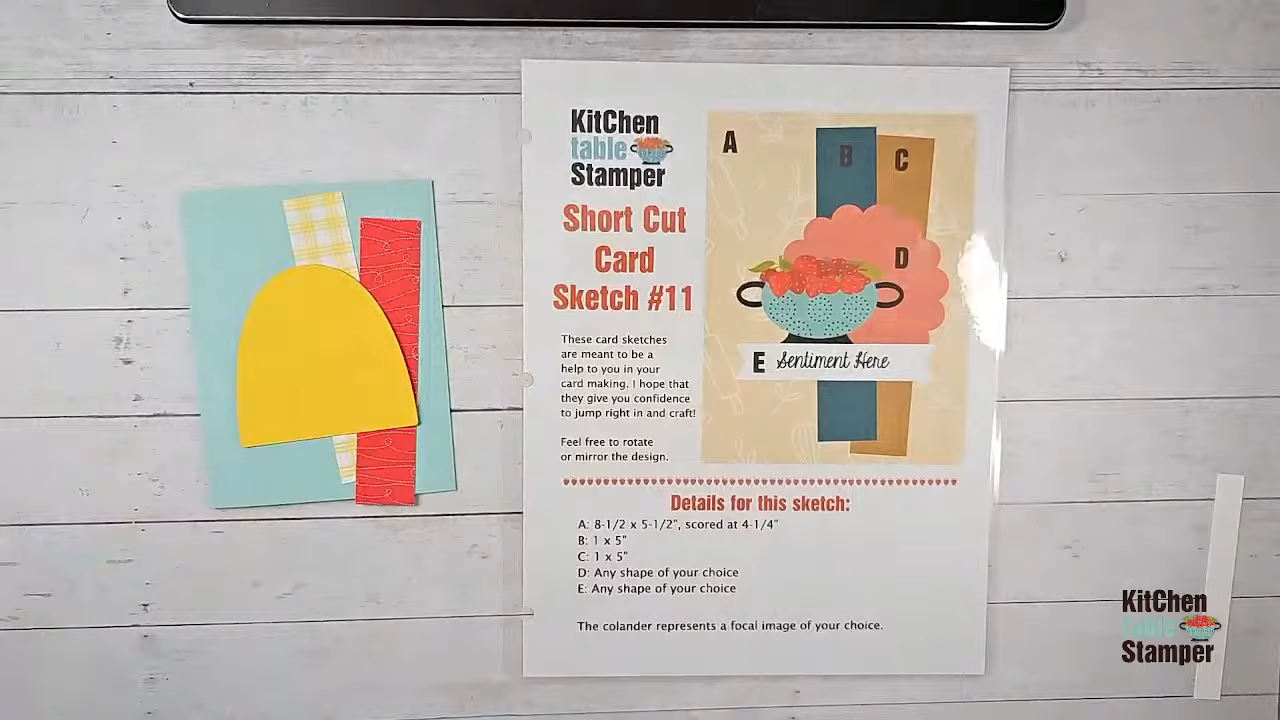 KitChen
table
Stamper
Short Cut
Card
Sketch #11
These card sketches
are meant to be a
help to you in your
card making. I hope that
they give you confidence
to jump right in and craft!
Feel free to rotate
or mirror the design.
A
B
C
D
E Sentiment Here
Details for this sketch:
A: 8-1/2 x 5-1/2", scored at 4-1/4"
B: 1 x 5"
C: 1 x 5"
D: Any shape of your choice
E: Any shape of your choice
The colander represents a focal image of your choice.
KitChen
table
Stamper